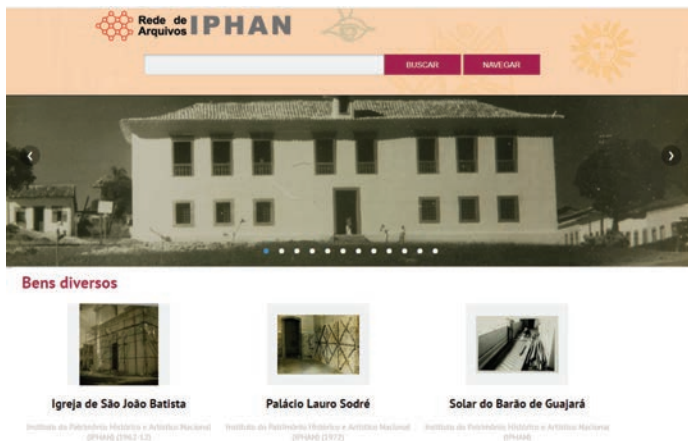 Rede de
Arquivos IPHAN
BUSCAR NAVEGAR
Bens diversos
Igreja de São João Batista Palácio Lauro Sodré Solar do Barão de Guajará
Instituto do Patrimônio Histórico e Artístico Nacional Instituto do Patrimônio Histórico e Artístico Nacional Instituto do Patrimônio Histórico e Artístico Nacional
(IPHAN) (1972) (IPHAN)